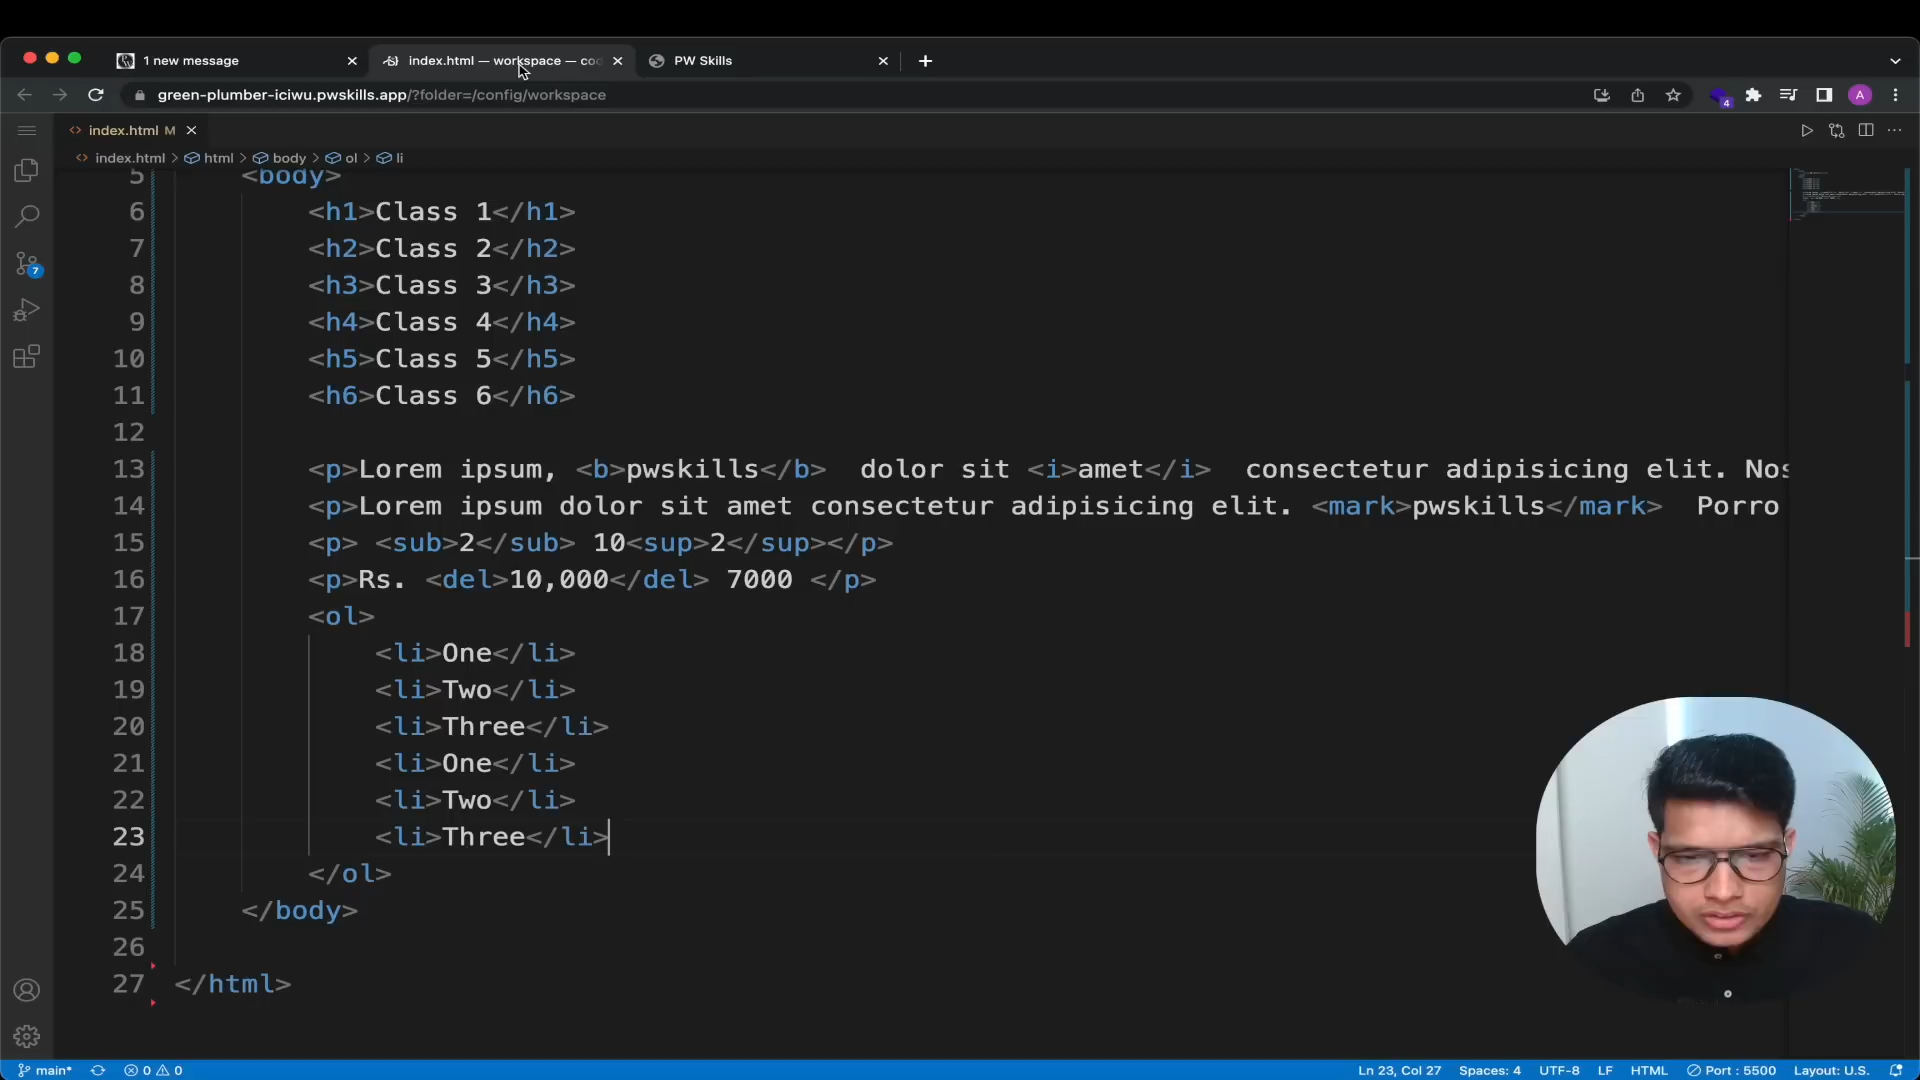 1 new message
index.html — workspace — co
PW Skills
green-plumber-iciwu.pwskills.app/?folder=/config/workspace
4
A
index.html M
index.html > html > body > ol > li
5 <body>
6 <h1>Class 1</h1>
7 <h2>Class 2</h2>
8 <h3>Class 3</h3>
9 <h4>Class 4</h4>
10 <h5>Class 5</h5>
11 <h6>Class 6</h6>
12
13 <p>Lorem ipsum, <b>pwskills</b>  dolor sit <i>amet</i>  consectetur adipisicing elit. Nos
14 <p>Lorem ipsum dolor sit amet consectetur adipisicing elit. <mark>pwskills</mark>  Porro
15 <p> <sub>2</sub> 10<sup>2</sup></p>
16 <p>Rs. <del>10,000</del> 7000 </p>
17 <ol>
18 <li>One</li>
19 <li>Two</li>
20 <li>Three</li>
21 <li>One</li>
22 <li>Two</li>
23 <li>Three</li>
24 </ol>
25 </body>
26
27 </html>
7
main* 0 0 Ln 23, Col 27 Spaces: 4 UTF-8 LF HTML Port : 5500 Layout: U.S.